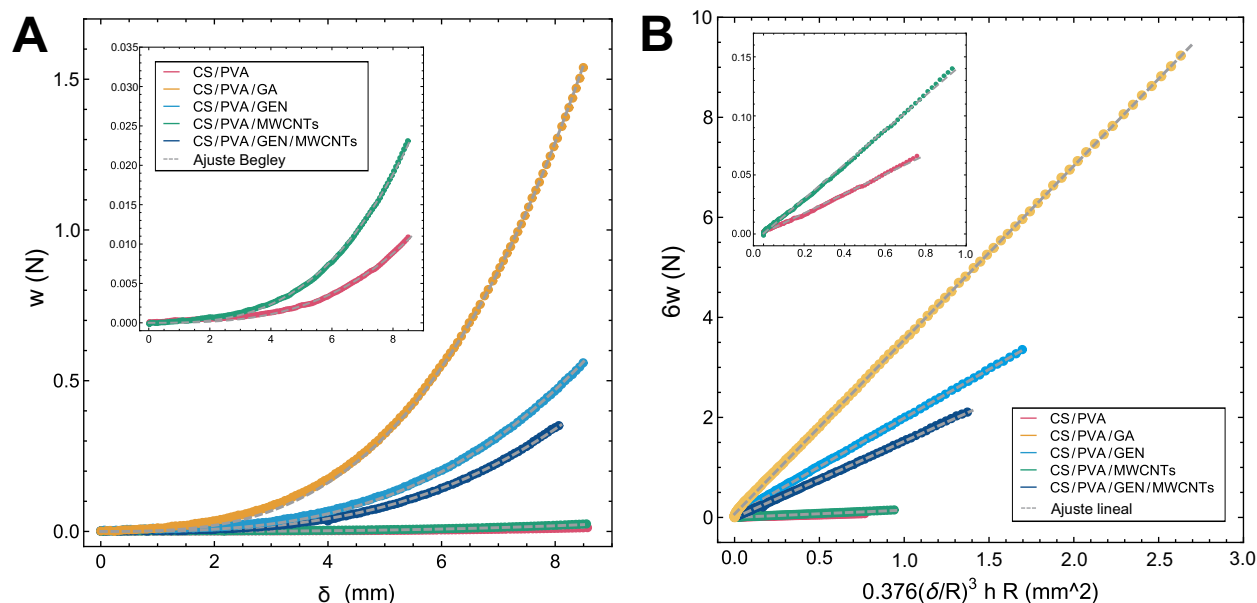 A
w (N)
1.5
1.0
0.5
0.0
0
2
4
6
8
δ (mm)
0.035
0.030
0.025
0.020
0.015
0.010
0.005
0.000
0
2
4
6
8
CS/PVA
CS/PVA/GA
CS/PVA/GEN
CS/PVA/MWCNTs
CS/PVA/GEN/MWCNTs
Ajuste Begley
B
6w (N)
10
8
6
4
2
0
0.0
0.5
1.0
1.5
2.0
2.5
3.0
0.376(δ/R)³ h R (mm^2)
0.15
0.10
0.05
0.00
0.0
0.2
0.4
0.6
0.8
1.0
CS/PVA
CS/PVA/GA
CS/PVA/GEN
CS/PVA/MWCNTs
CS/PVA/GEN/MWCNTs
Ajuste lineal